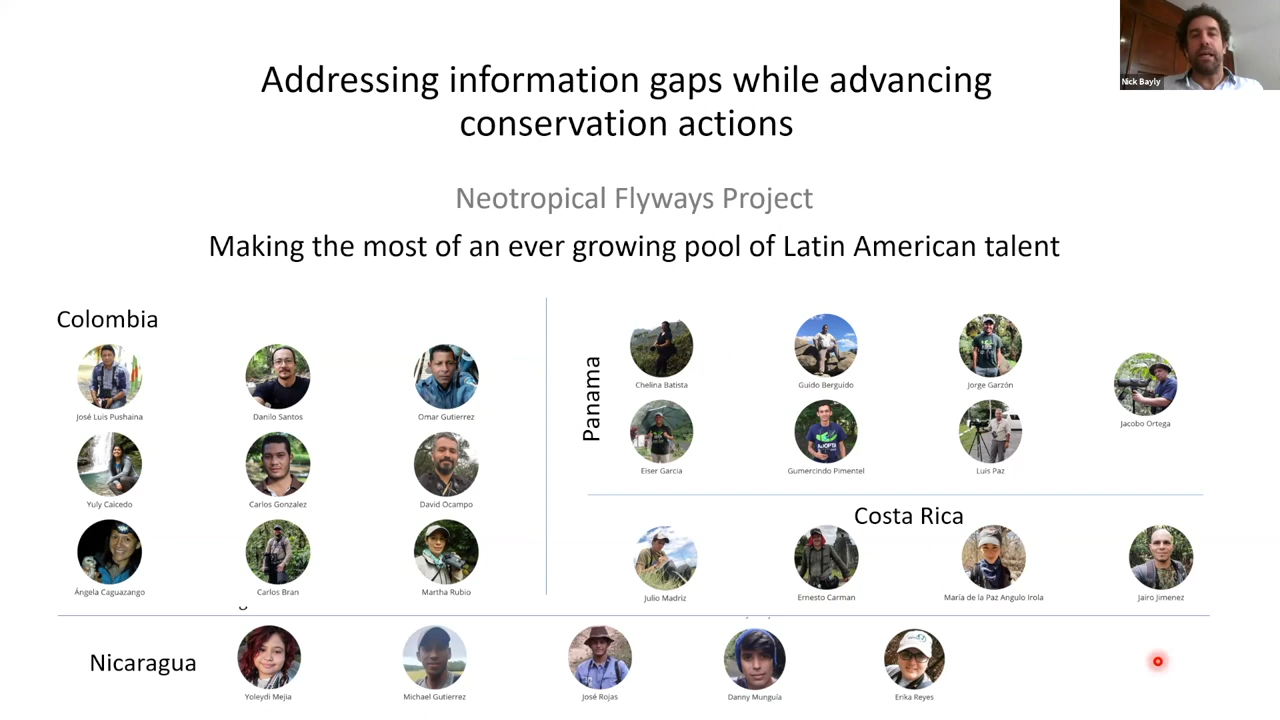 Nick Bayly
Addressing information gaps while advancing
conservation actions
Neotropical Flyways Project
Making the most of an ever growing pool of Latin American talent
Colombia
José Luis Pushaina
Danilo Santos
Omar Gutierrez
Yuly Caicedo
Carlos Gonzalez
David Ocampo
Ángela Caguazango
Carlos Bran
Martha Rubio
Panama
Chelina Batista
Guido Berguido
Jorge Garzón
Jacobo Ortega
Eiser Garcia
Gumercindo Pimentel
Luis Paz
Costa Rica
Julio Madriz
Ernesto Carman
María de la Paz Angulo Irola
Jairo Jimenez
Nicaragua
Yoleydi Mejia
Michael Gutierrez
José Rojas
Danny Munguía
Erika Reyes